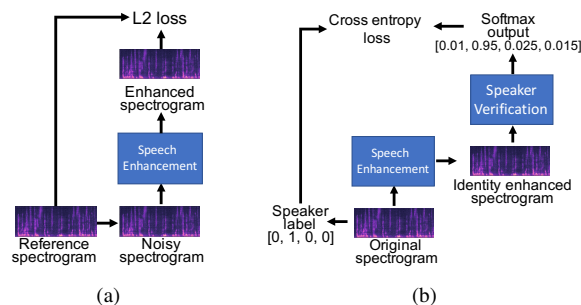 L2 loss
Enhanced
spectrogram
Speech
Enhancement
Reference
spectrogram
Noisy
spectrogram
(a)
Cross entropy
loss
Softmax
output
[0.01, 0.95, 0.025, 0.015]
Speaker
Verification
Speech
Enhancement
Identity enhanced
spectrogram
Speaker
label
[0, 1, 0, 0]
Original
spectrogram
(b)